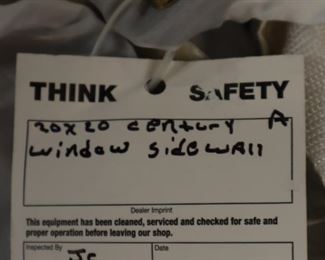 THINK SAFETY
20x20 century A
window sidewall
Dealer Imprint
This equipment has been cleaned, serviced and checked for safe and
proper operation before leaving our shop.
Inspected By Date